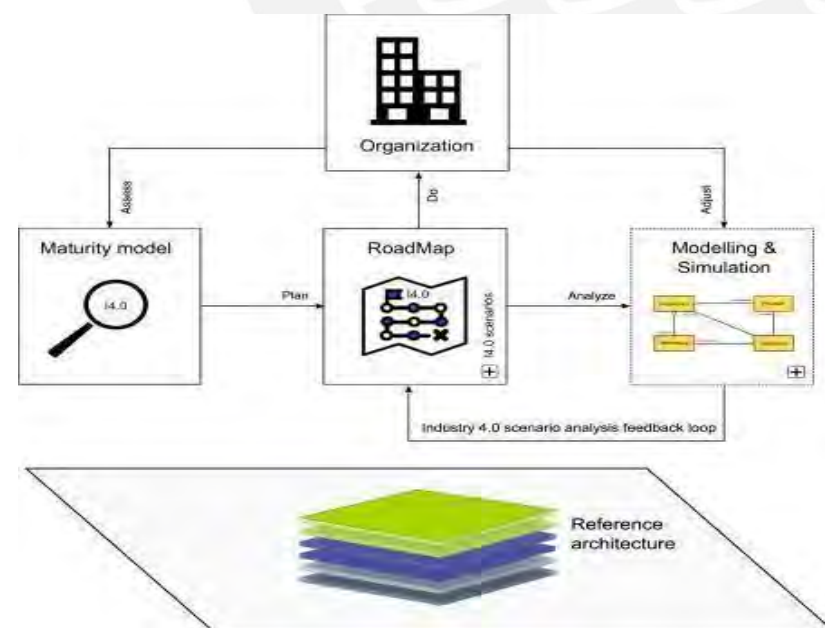 Organization
Assess
Do
Adjust
Maturity model
I4.0
Plan
RoadMap
I4.0
I4.0 scenarios
Analyze
Modelling &
Simulation
Industry 4.0 scenario analysis feedback loop
Reference
architecture